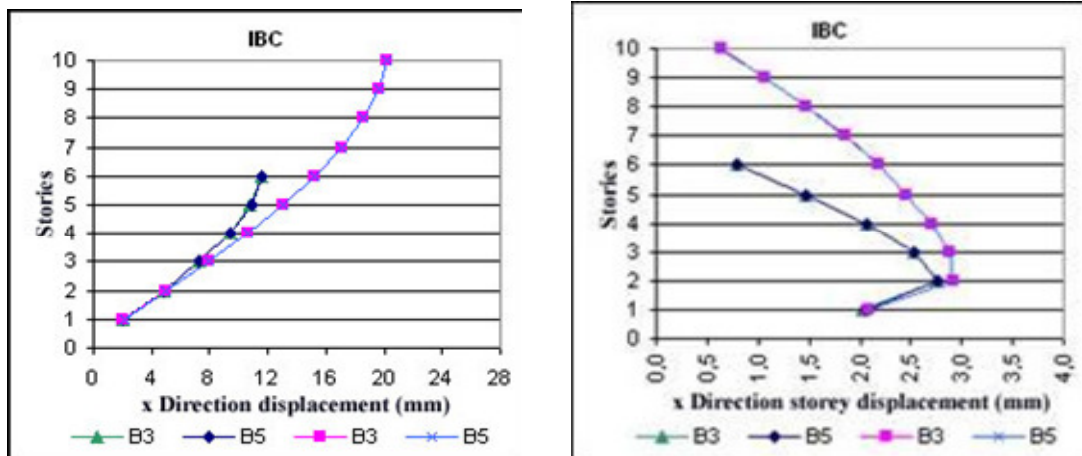 IBC
Stories
10
9
8
7
6
5
4
3
2
1
0
0 4 8 12 16 20 24 28
x Direction displacement (mm)
B3 B5 B3 B5
IBC
Stories
10
9
8
7
6
5
4
3
2
1
0
0,0 0,5 1,0 1,5 2,0 2,5 3,0 3,5 4,0
x Direction storey displacement (mm)
B3 B5 B3 B5